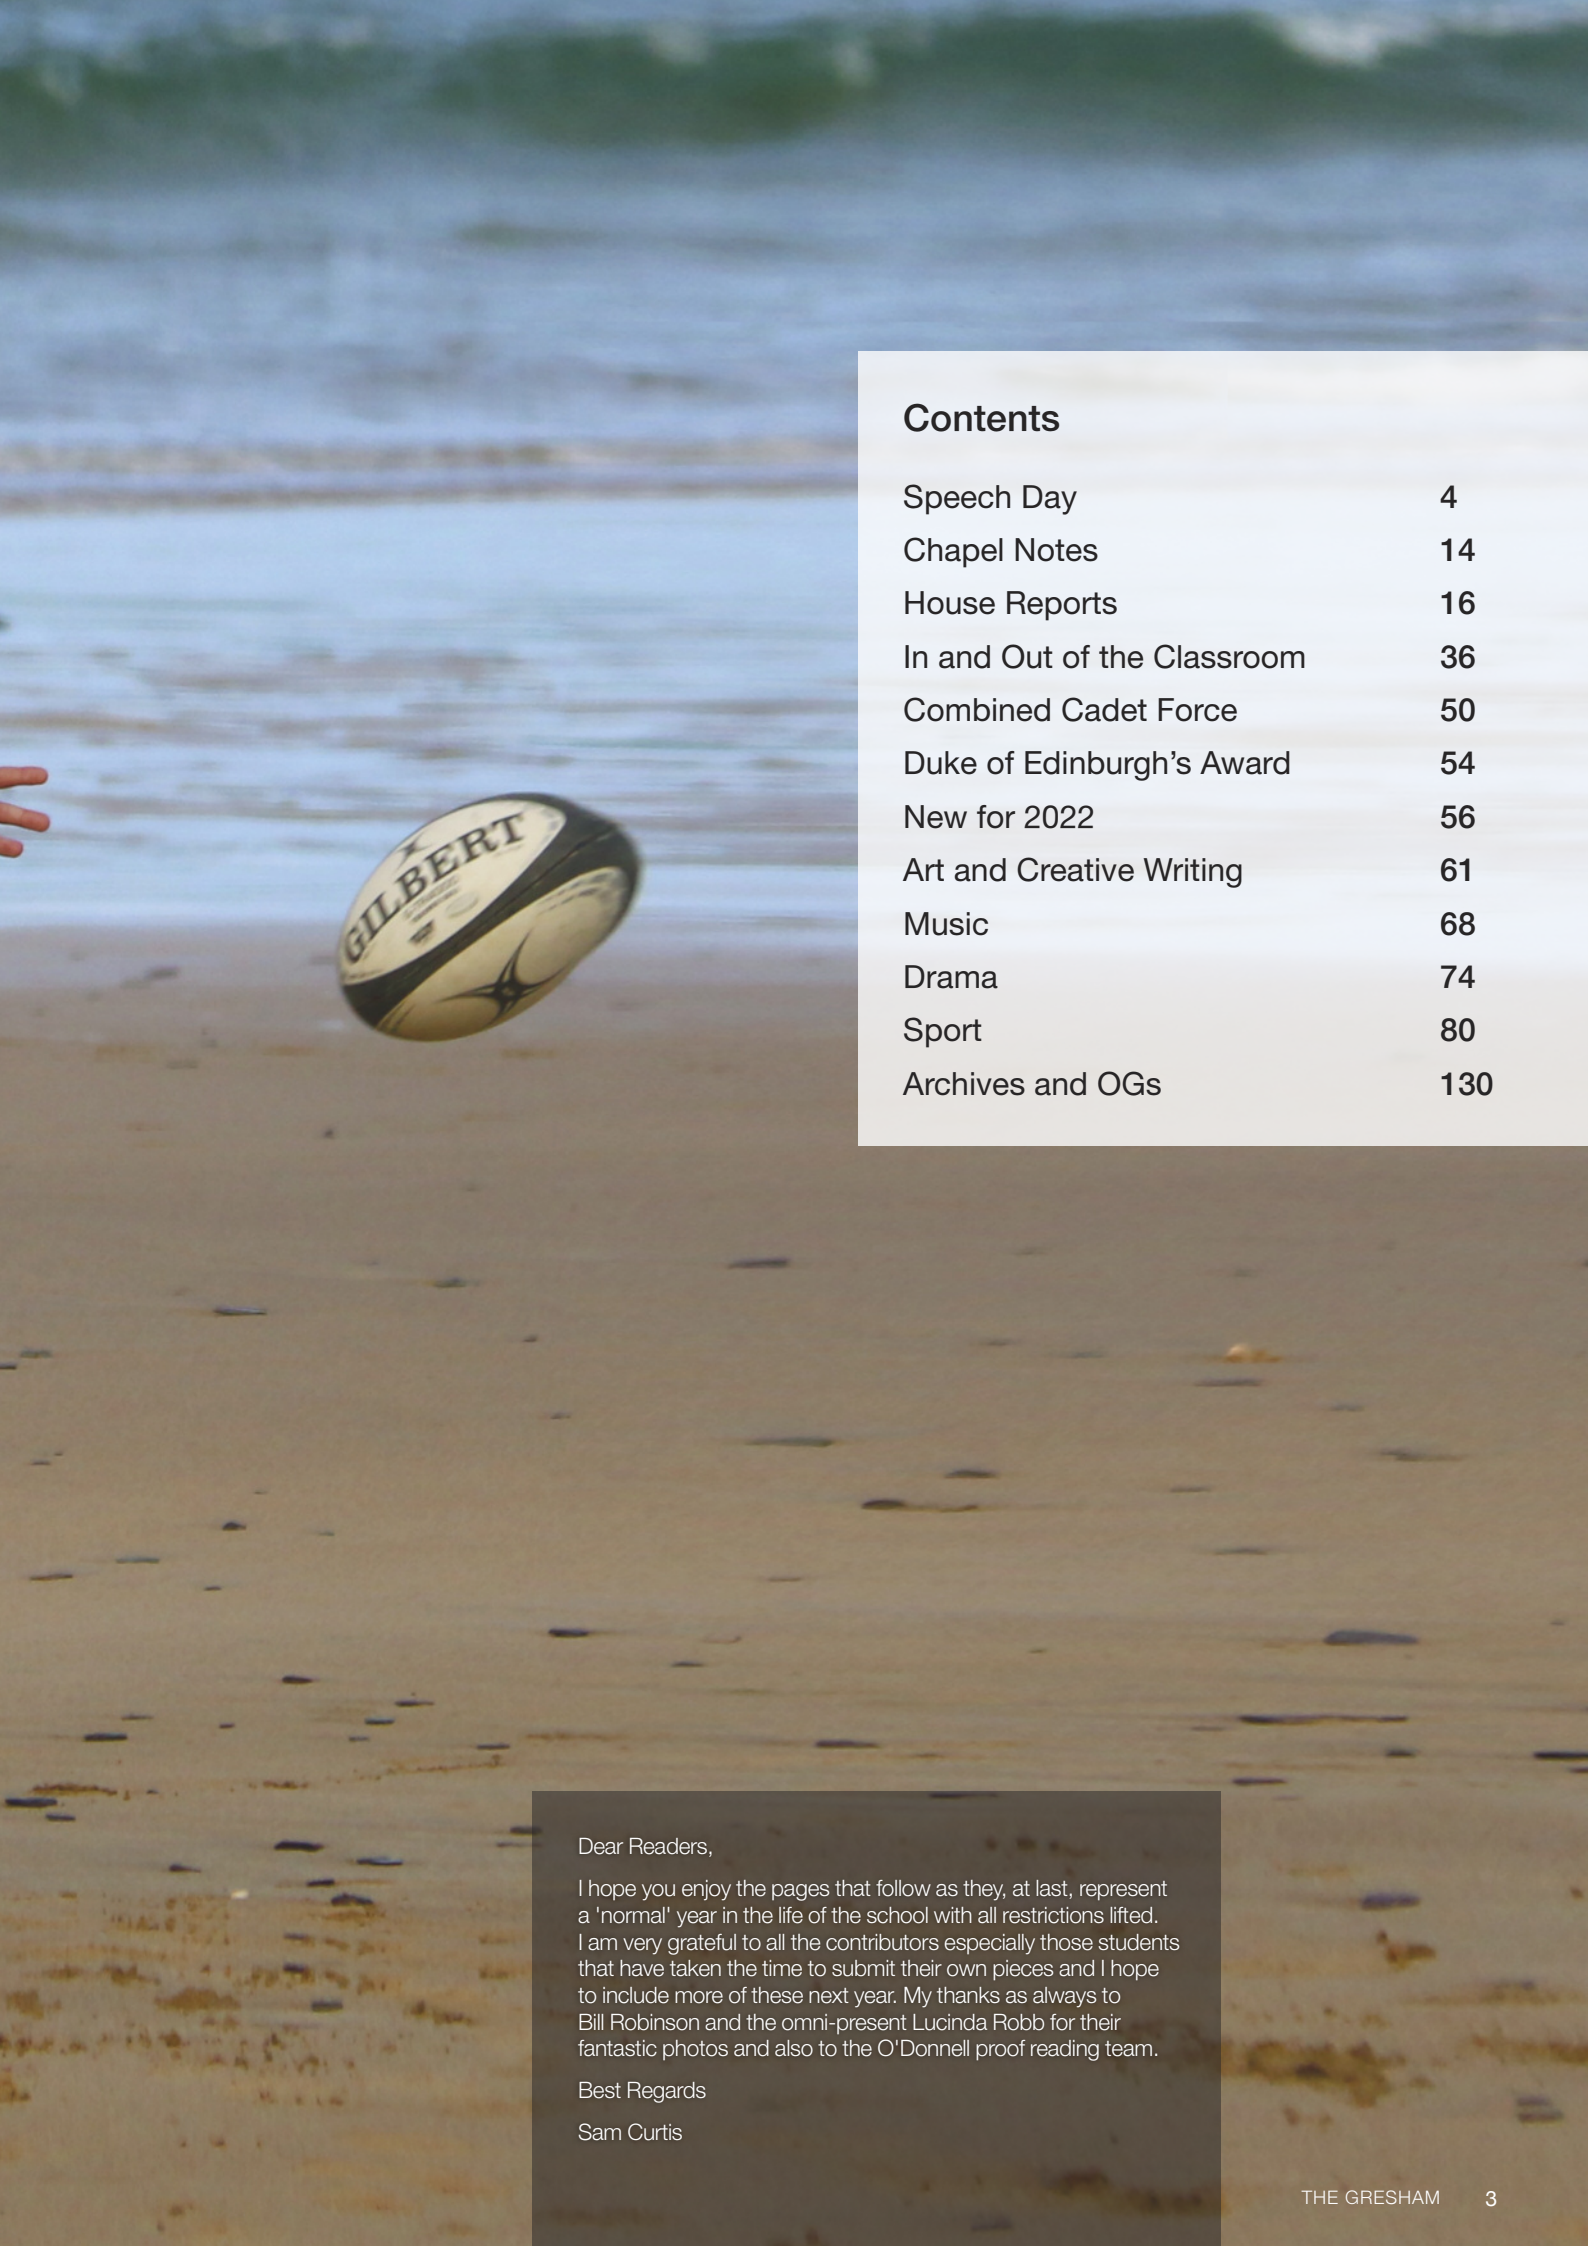 Contents
Speech Day 4
Chapel Notes 14
House Reports 16
In and Out of the Classroom 36
Combined Cadet Force 50
Duke of Edinburgh’s Award 54
New for 2022 56
Art and Creative Writing 61
Music 68
Drama 74
Sport 80
Archives and OGs 130
GILBERT
Dear Readers,
I hope you enjoy the pages that follow as they, at last, represent
a 'normal' year in the life of the school with all restrictions lifted.
I am very grateful to all the contributors especially those students
that have taken the time to submit their own pieces and I hope
to include more of these next year. My thanks as always to
Bill Robinson and the omni-present Lucinda Robb for their
fantastic photos and also to the O'Donnell proof reading team.
Best Regards
Sam Curtis
THE GRESHAM 3